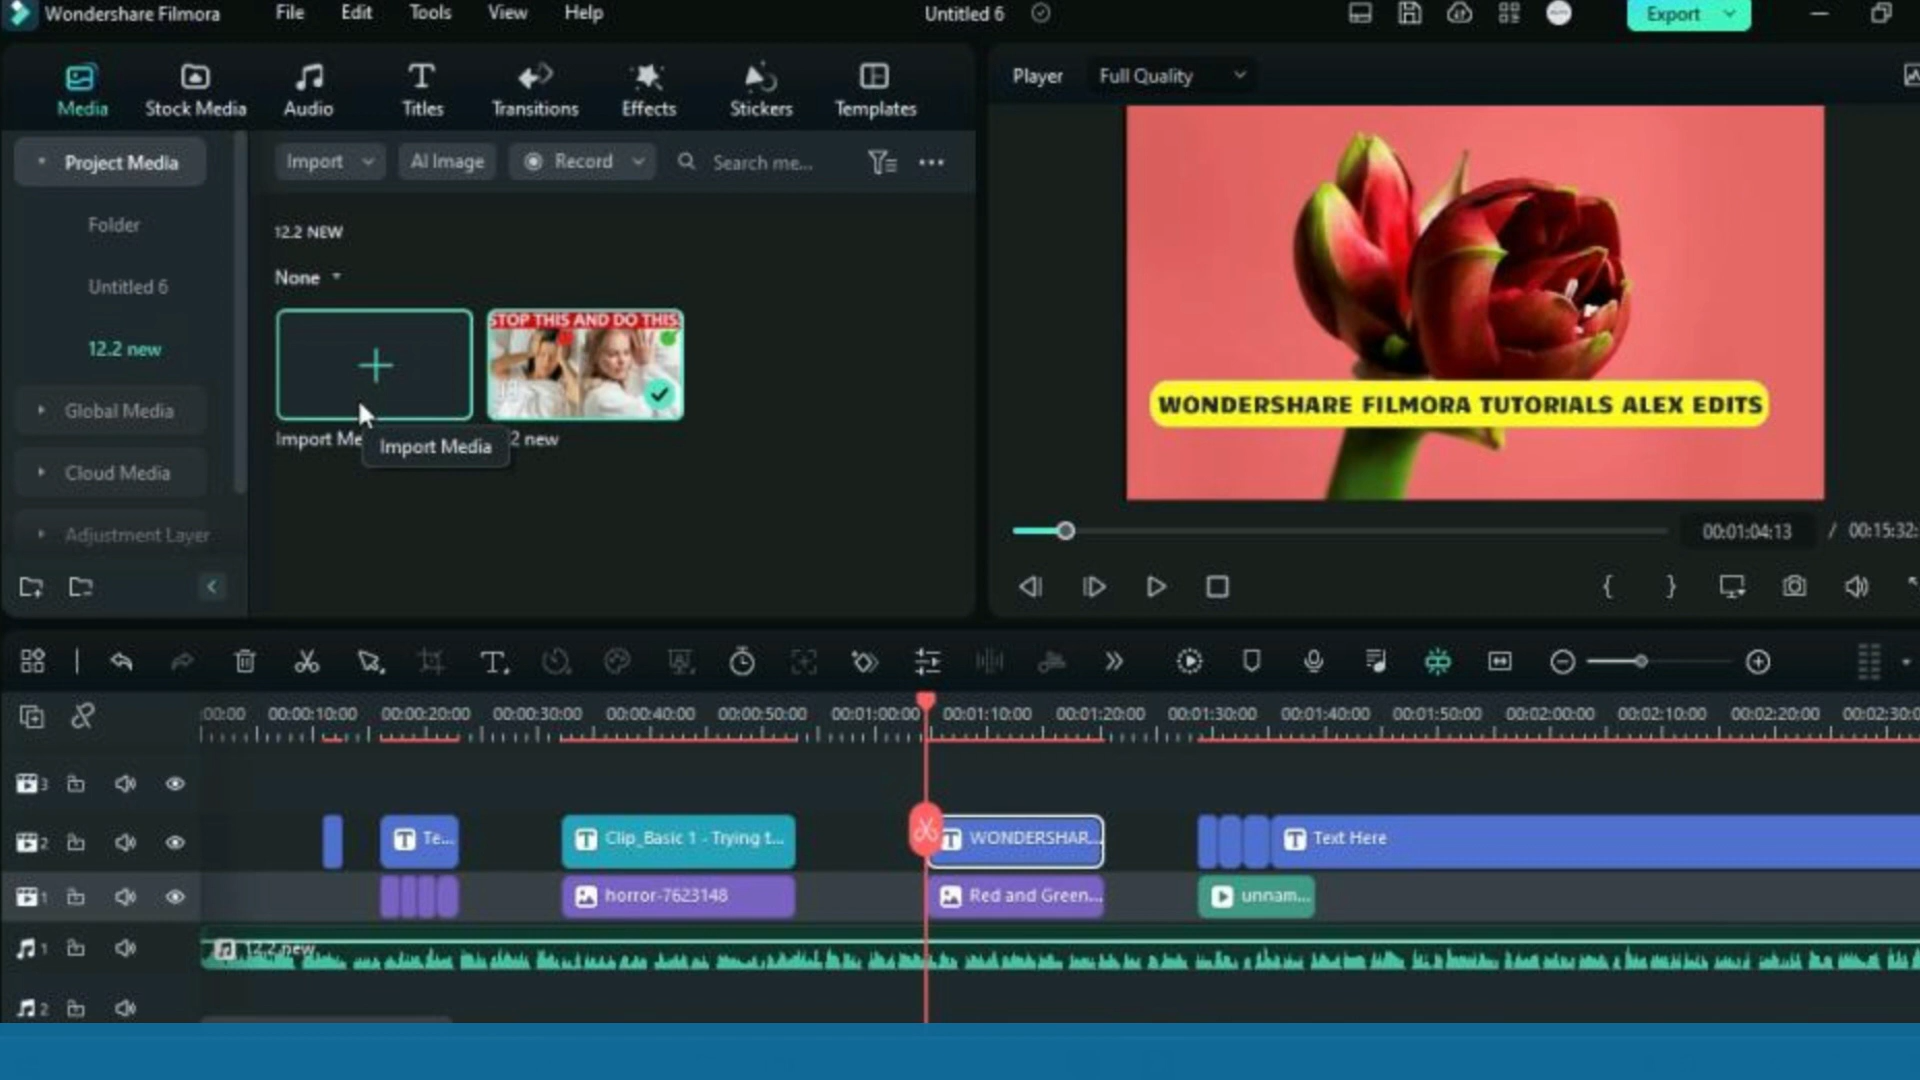 Wondershare Filmora File Edit Tools View Help Untitled 6 Export
Media Stock Media Audio Titles Transitions Effects Stickers Templates
Player Full Quality
Project Media
Import AI Image Record Search me...
Folder
12.2 NEW
Untitled 6
None
12.2 new
STOP THIS AND DO THIS
Global Media
Import Me
2 new
Import Media
Cloud Media
Adjustment Layer
WONDERSHARE FILMORA TUTORIALS ALEX EDITS
00:01:04:13 / 00:15:32:
:00:00 00:00:10:00 00:00:20:00 00:00:30:00 00:00:40:00 00:00:50:00 00:01:00:00 00:01:10:00 00:01:20:00 00:01:30:00 00:01:40:00 00:01:50:00 00:02:00:00 00:02:10:00 00:02:20:00 00:02:30:0
3
2 Te... Clip_Basic 1 - Trying t... WONDERSHAR... Text Here
1 horror-7623148 Red and Green... unnam...
1 12.2 new
2